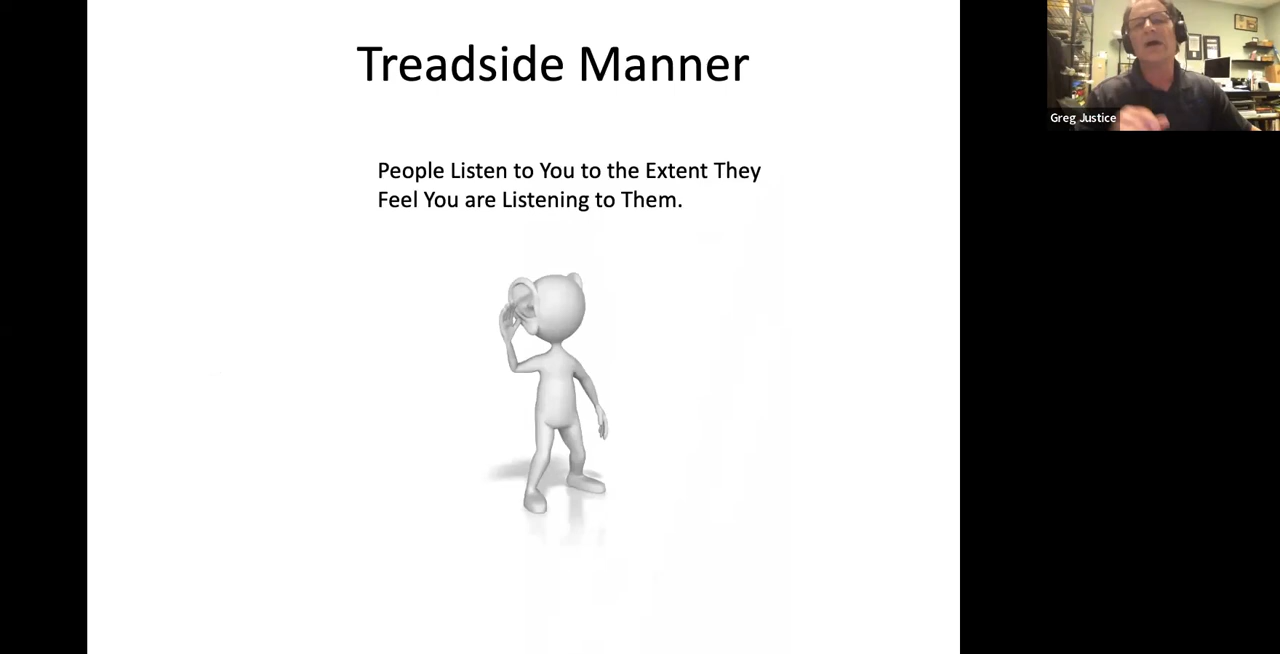 Treadside Manner
People Listen to You to the Extent They
Feel You are Listening to Them.
Greg Justice